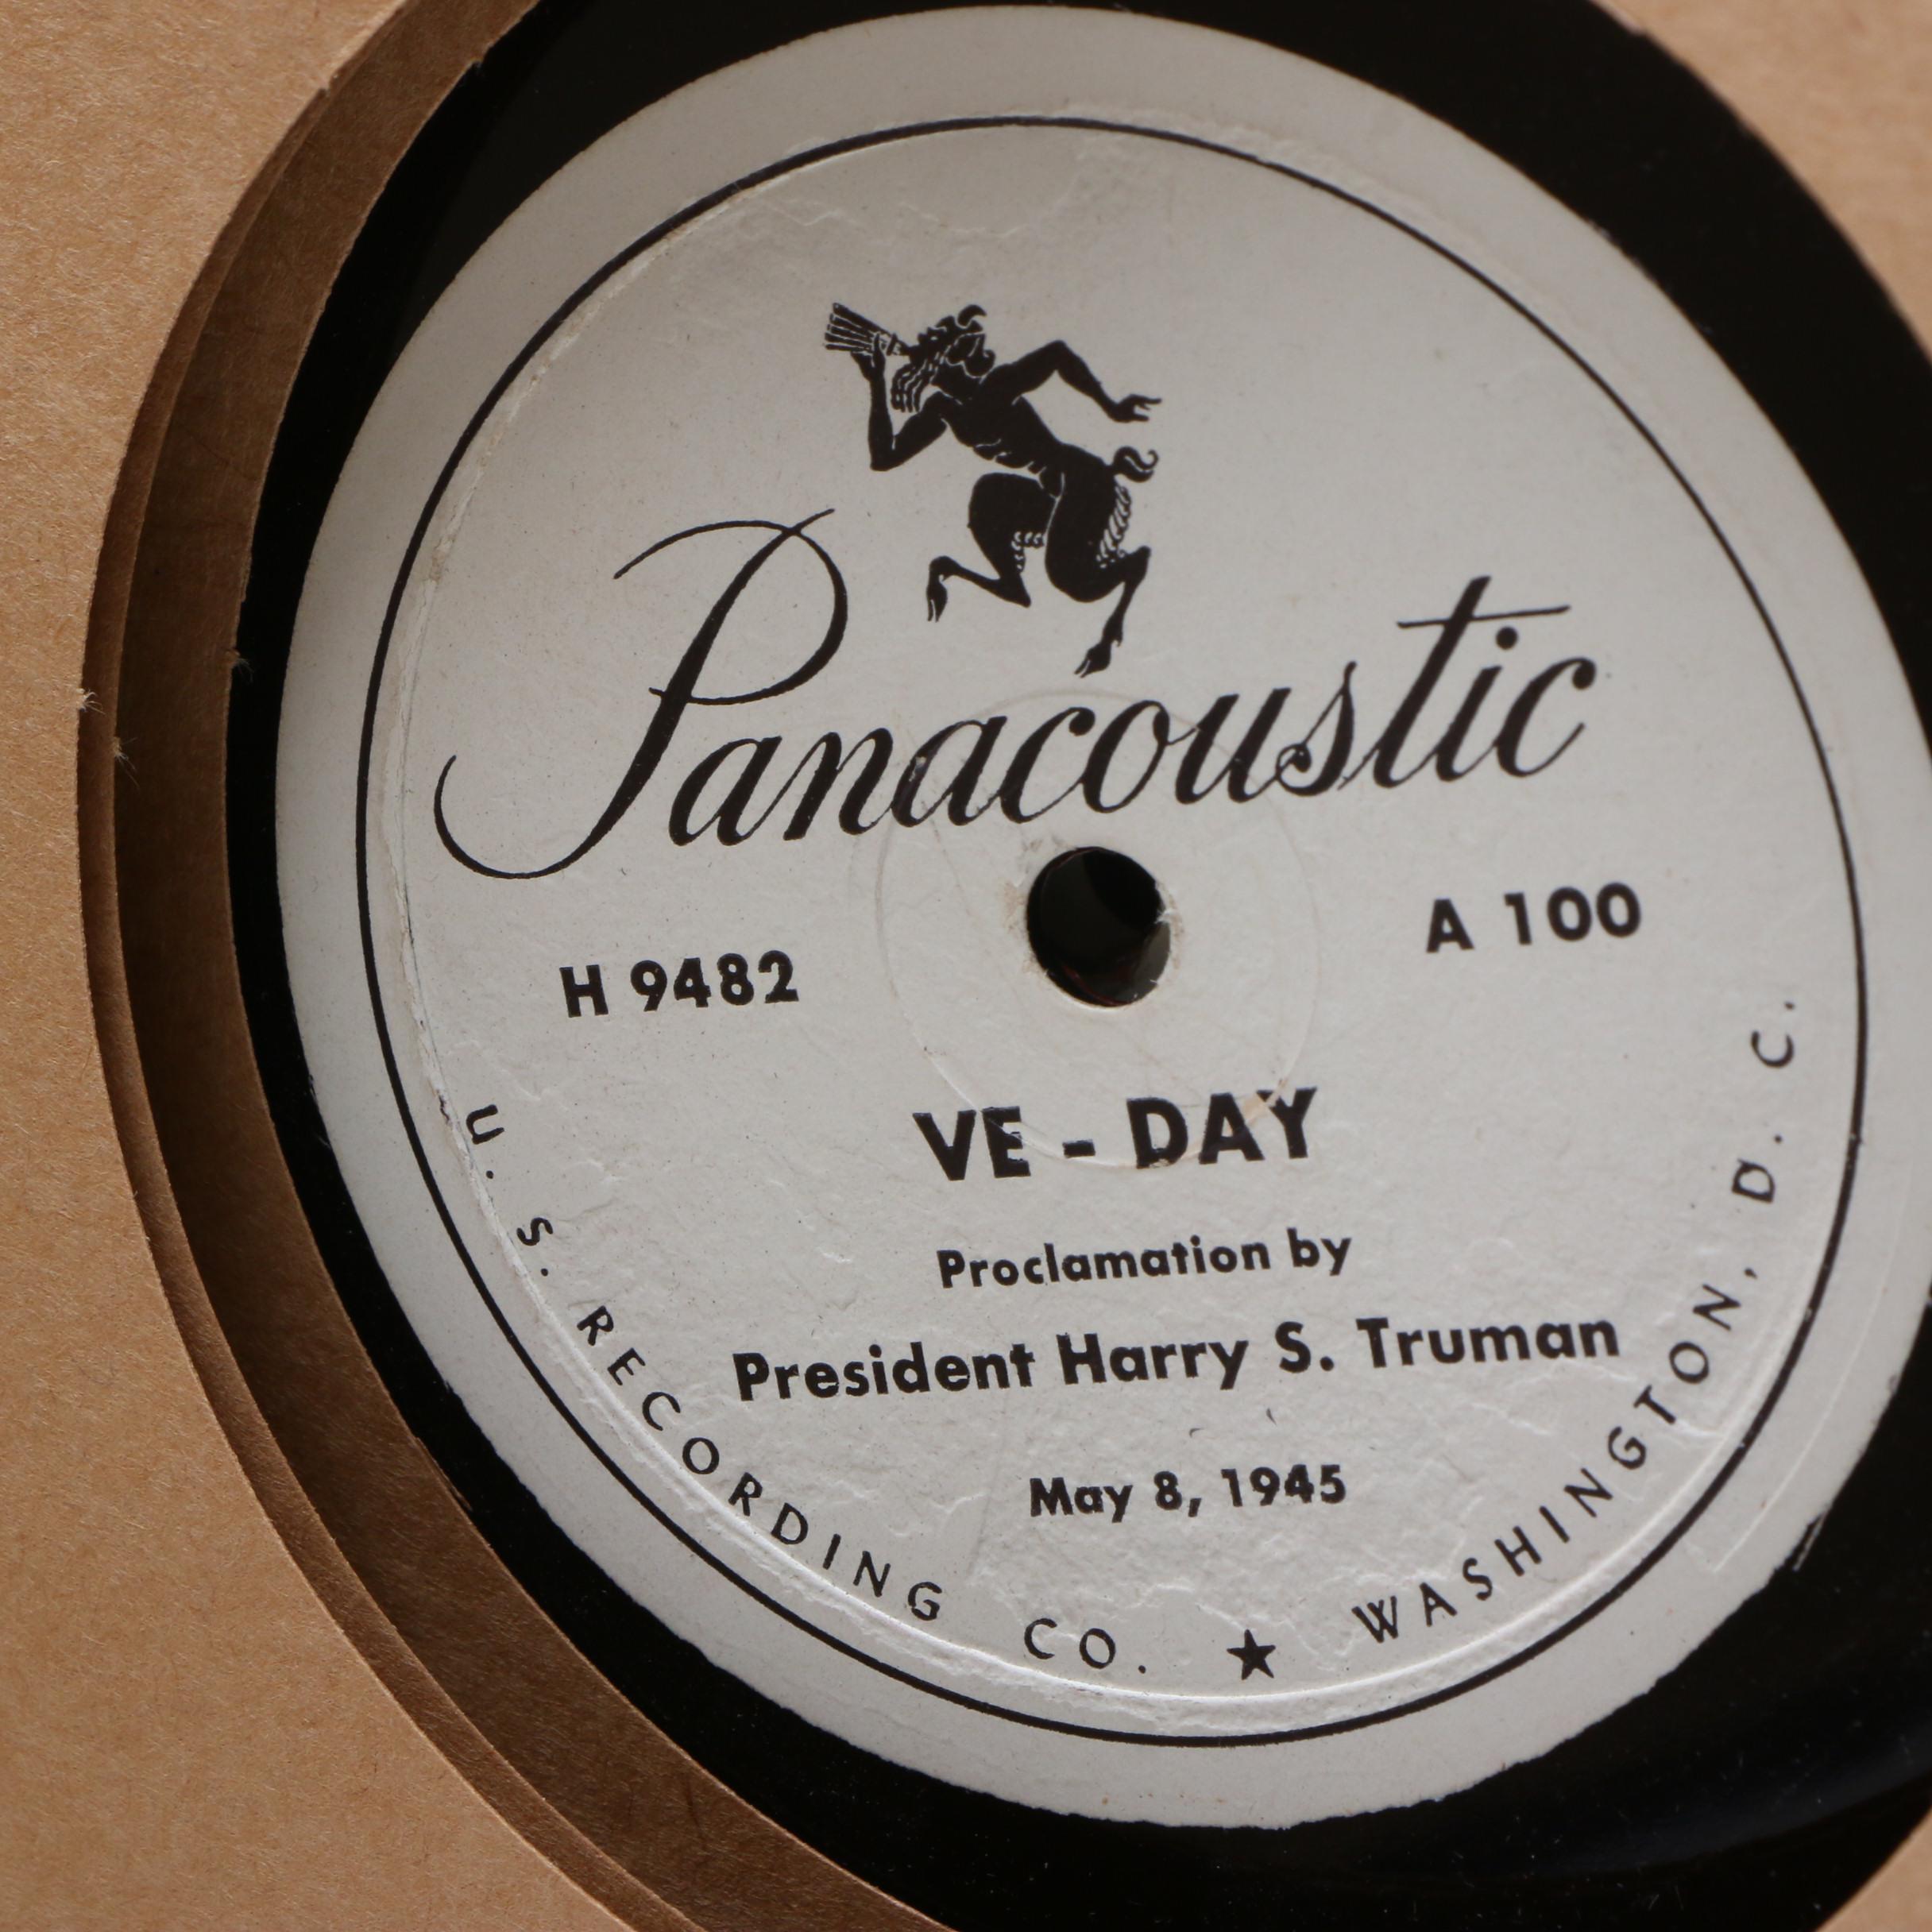 Panacoustic
H 9482
A 100
VE - DAY
Proclamation by
President Harry S. Truman
May 8, 1945
U. S. RECORDING CO. ★ WASHINGTON, D. C.